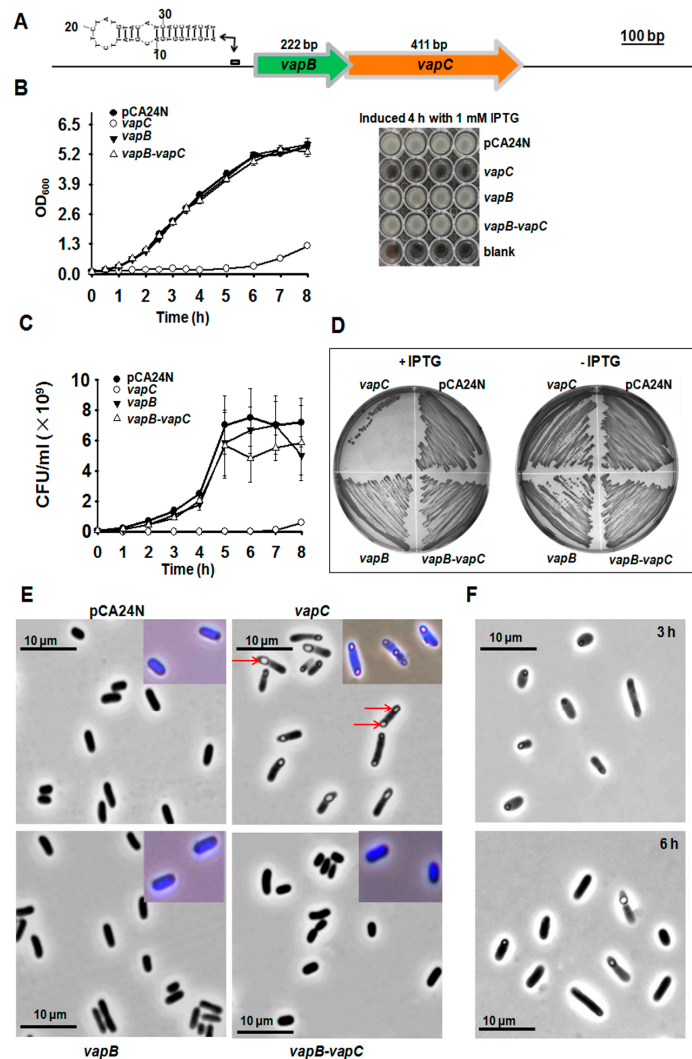 A
20
30
10
222 bp
411 bp
100 bp
vapB
vapC
B
pCA24N
vapC
vapB
vapB-vapC
6.5
5.2
3.9
2.6
1.3
0.0
OD600
0 1 2 3 4 5 6 7 8
Time (h)
Induced 4 h with 1 mM IPTG
pCA24N
vapC
vapB
vapB-vapC
blank
C
pCA24N
vapC
vapB
vapB-vapC
10
8
6
4
2
0
CFU/ml (×10⁹)
0 1 2 3 4 5 6 7 8
Time (h)
D
+ IPTG
- IPTG
vapC
pCA24N
vapC
pCA24N
vapB
vapB-vapC
vapB
vapB-vapC
E
pCA24N
vapC
10 µm
10 µm
10 µm
10 µm
vapB
vapB-vapC
F
3 h
10 µm
6 h
10 µm